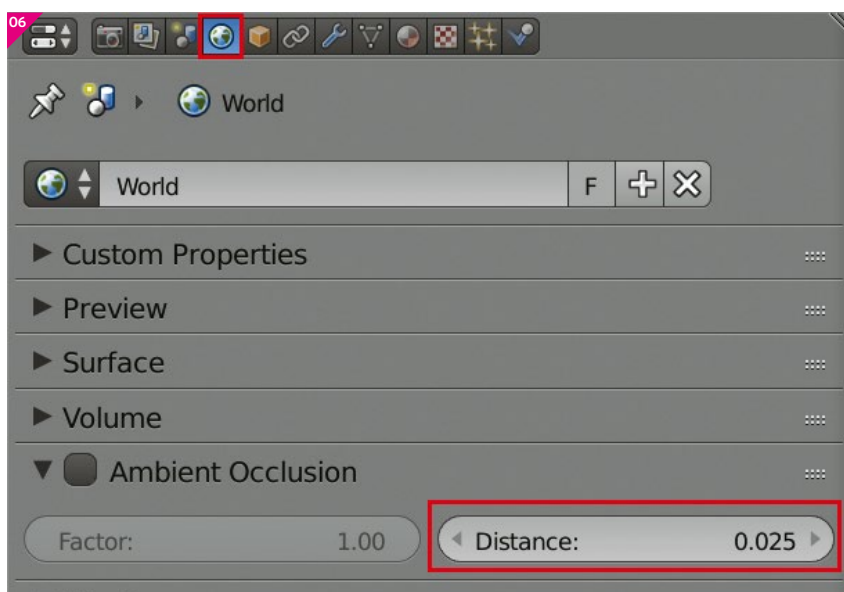 06
World
World F
Custom Properties
Preview
Surface
Volume
Ambient Occlusion
Factor: 1.00 Distance: 0.025